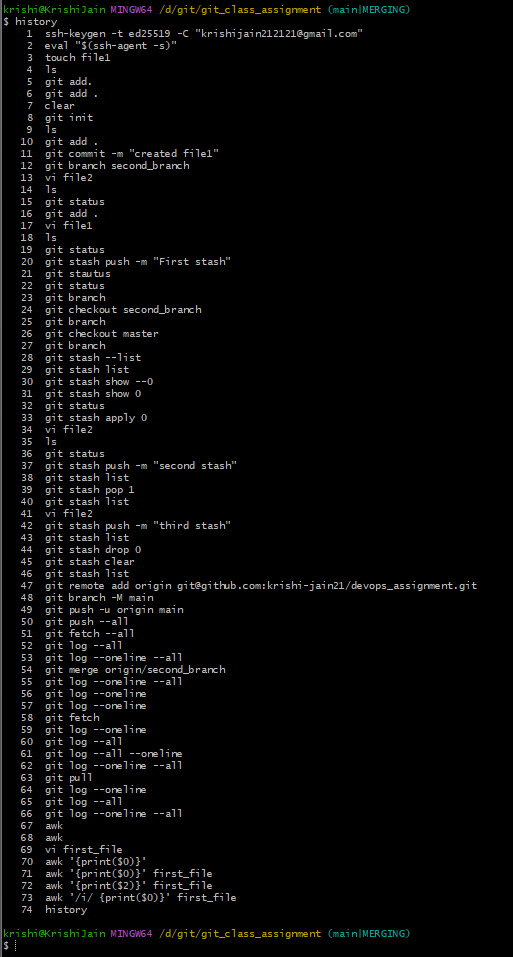 krishi@KrishiJain MINGW64 /d/git/git_class_assignment (main|MERGING)
$ history
1 ssh-keygen -t ed25519 -C "krishijain212121@gmail.com"
2 eval "$(ssh-agent -s)"
3 touch file1
4 ls
5 git add.
6 git add .
7 clear
8 git init
9 ls
10 git add .
11 git commit -m "created file1"
12 git branch second_branch
13 vi file2
14 ls
15 git status
16 git add .
17 vi file1
18 ls
19 git status
20 git stash push -m "First stash"
21 git stautus
22 git status
23 git branch
24 git checkout second_branch
25 git branch
26 git checkout master
27 git branch
28 git stash --list
29 git stash list
30 git stash show --0
31 git stash show 0
32 git status
33 git stash apply 0
34 vi file2
35 ls
36 git status
37 git stash push -m "second stash"
38 git stash list
39 git stash pop 1
40 git stash list
41 vi file2
42 git stash push -m "third stash"
43 git stash list
44 git stash drop 0
45 git stash clear
46 git stash list
47 git remote add origin git@github.com:krishi-jain21/devops_assignment.git
48 git branch -M main
49 git push -u origin main
50 git push --all
51 git fetch --all
52 git log --all
53 git log --oneline --all
54 git merge origin/second_branch
55 git log --oneline --all
56 git log --oneline
57 git log --oneline
58 git fetch
59 git log --oneline
60 git log --all
61 git log --all --oneline
62 git log --oneline --all
63 git pull
64 git log --oneline
65 git log --all
66 git log --oneline --all
67 awk
68 awk
69 vi first_file
70 awk '{print($0)}'
71 awk '{print($0)}' first_file
72 awk '{print($2)}' first_file
73 awk '/i/ {print($0)}' first_file
74 history
krishi@KrishiJain MINGW64 /d/git/git_class_assignment (main|MERGING)
$